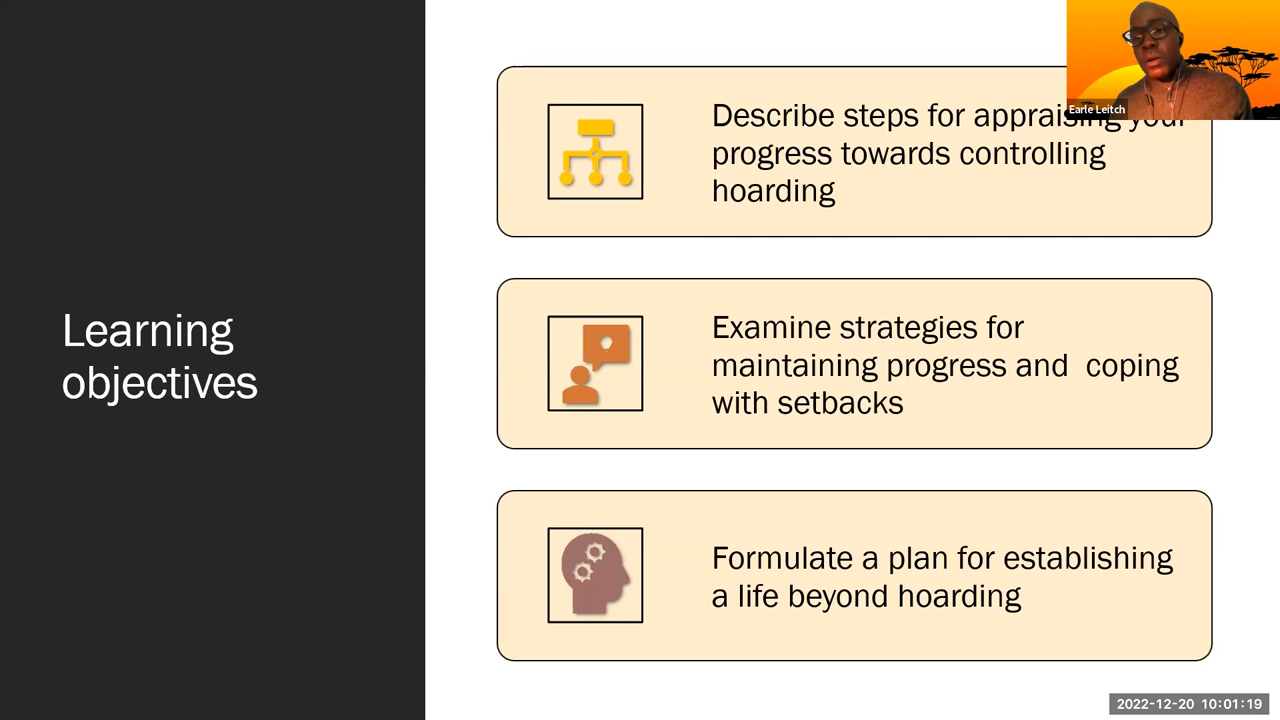 Learning
objectives
Describe steps for appraising your
progress towards controlling
hoarding
Examine strategies for
maintaining progress and  coping
with setbacks
Formulate a plan for establishing
a life beyond hoarding
Earle Leitch
2022-12-20 10:01:19